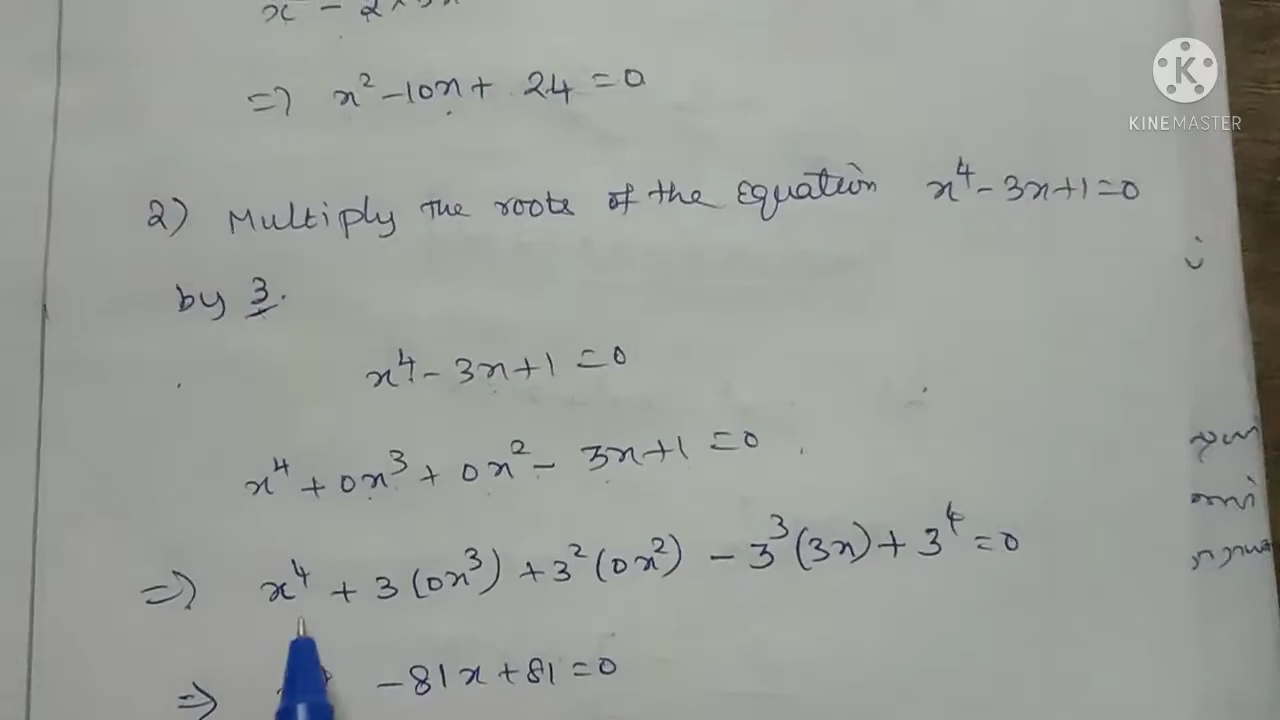 ⇒ x² - 10x + 24 = 0
KINEMASTER
2) Multiply the roots of the Equation x⁴ - 3x + 1 = 0
by 3.
x⁴ - 3x + 1 = 0
x⁴ + 0x³ + 0x² - 3x + 1 = 0.
⇒ x⁴ + 3(0x³) + 3²(0x²) - 3³(3x) + 3⁴ = 0
⇒ - 81x + 81 = 0